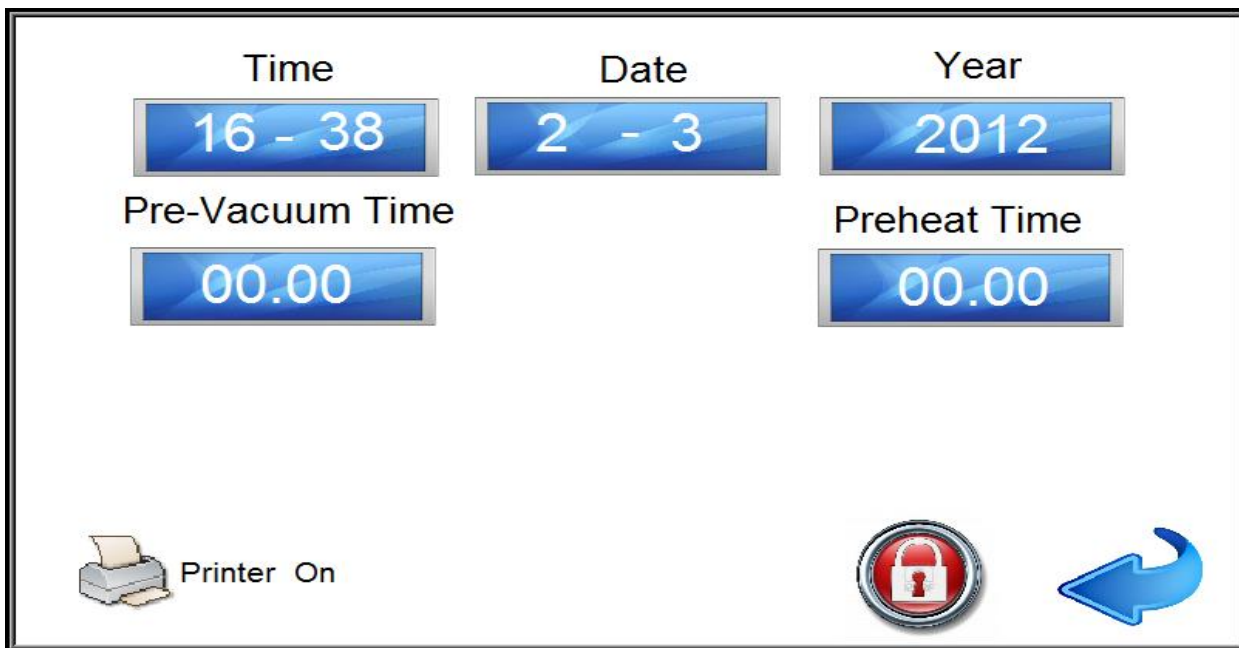 Time Date Year
16 - 38 2 - 3 2012
Pre-Vacuum Time Preheat Time
00.00 00.00
Printer On